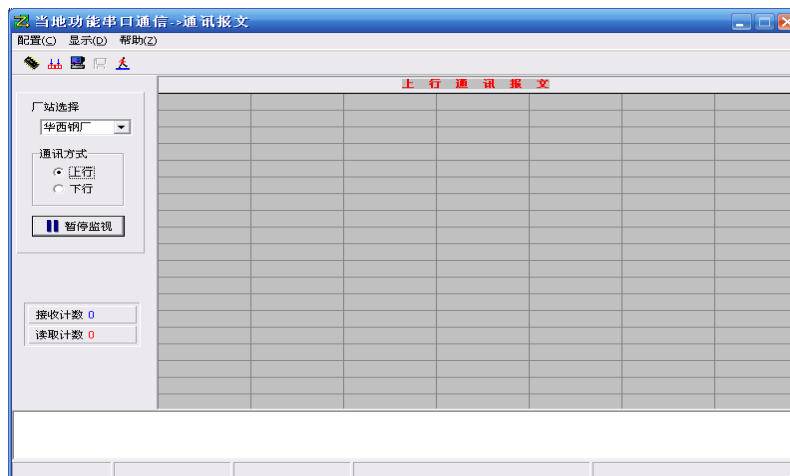 当地功能串口通信->通讯报文
配置(C) 显示(D) 帮助(Z)
上行通讯报文
厂站选择
华西钢厂
通讯方式
上行
下行
暂停监视
接收计数 0
读取计数 0